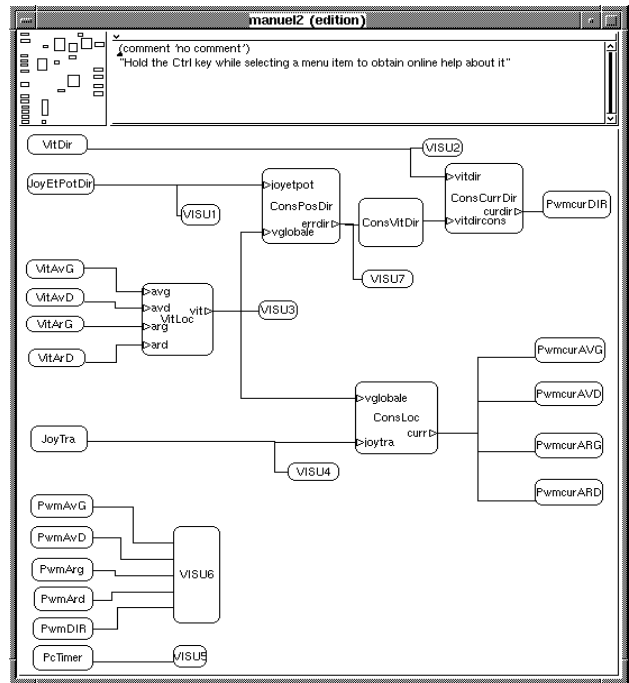 manuel2 (edition)
(comment 'no comment')
"Hold the Ctrl key while selecting a menu item to obtain online help about it"
VitDir
VISU2
JoyEtPotDir
VISU1
joyetpot
ConsPosDir
errdir
vglobale
ConsVitDir
vitdir
ConsCurrDir
curdir
vitdircons
PwmcurDIR
VISU7
VitAvG
VitAvD
VitArG
VitArD
avg
avd
vit
VitLoc
arg
ard
VISU3
vglobale
ConsLoc
curr
joytra
PwmcurAVG
PwmcurAVD
PwmcurARG
PwmcurARD
JoyTra
VISU4
PwmAvG
PwmAvD
PwmArg
PwmArd
PwmDIR
VISU6
PcTimer
VISU5